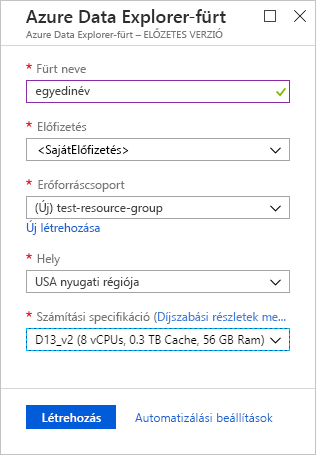 Azure Data Explorer-fürt
Azure Data Explorer-fürt – ELŐZETES VERZIÓ
* Fürt neve
egyedinév
* Előfizetés
<SajátElőfizetés>
* Erőforráscsoport
(Új) test-resource-group
Új létrehozása
* Hely
USA nyugati régiója
* Számítási specifikáció (Díjszabási részletek me...
D13_v2 (8 vCPUs, 0.3 TB Cache, 56 GB Ram)
Létrehozás Automatizálási beállítások